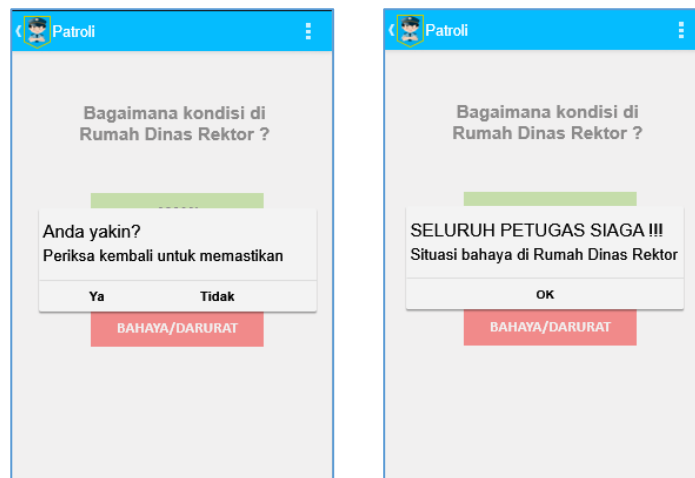 Patroli
Bagaimana kondisi di
Rumah Dinas Rektor ?
Anda yakin?
Periksa kembali untuk memastikan
Ya Tidak
BAHAYA/DARURAT
Patroli
Bagaimana kondisi di
Rumah Dinas Rektor ?
SELURUH PETUGAS SIAGA !!!
Situasi bahaya di Rumah Dinas Rektor
OK
BAHAYA/DARURAT